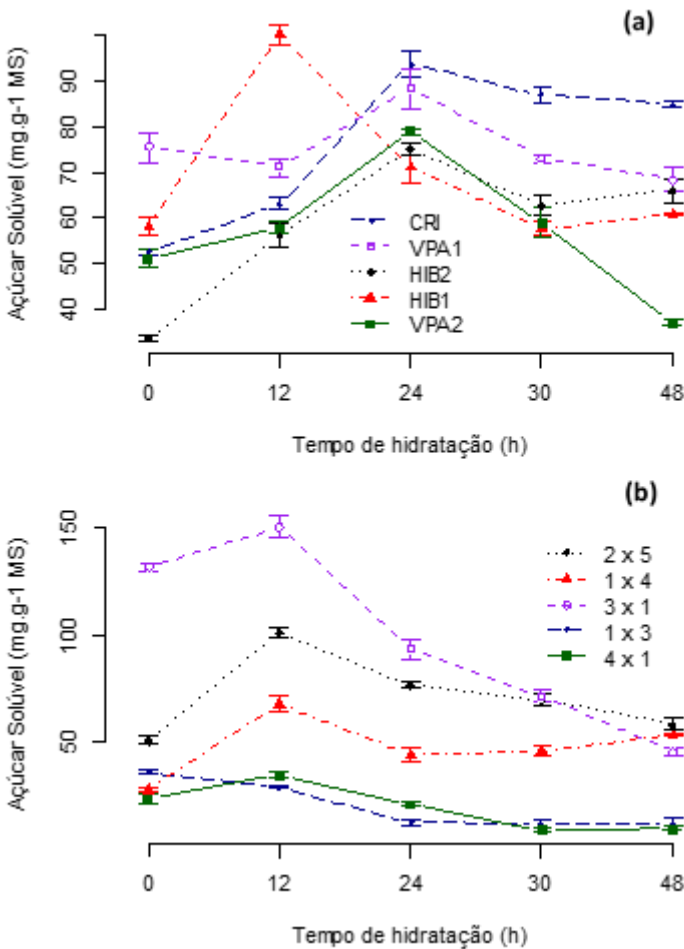 (a)
Açúcar Solúvel (mg.g-1 MS)
90
80
70
60
50
40
CRI
VPA1
HIB2
HIB1
VPA2
0 12 24 30 48
Tempo de hidratação (h)
(b)
Açúcar Solúvel (mg.g-1 MS)
150
100
50
2 x 5
1 x 4
3 x 1
1 x 3
4 x 1
0 12 24 30 48
Tempo de hidratação (h)